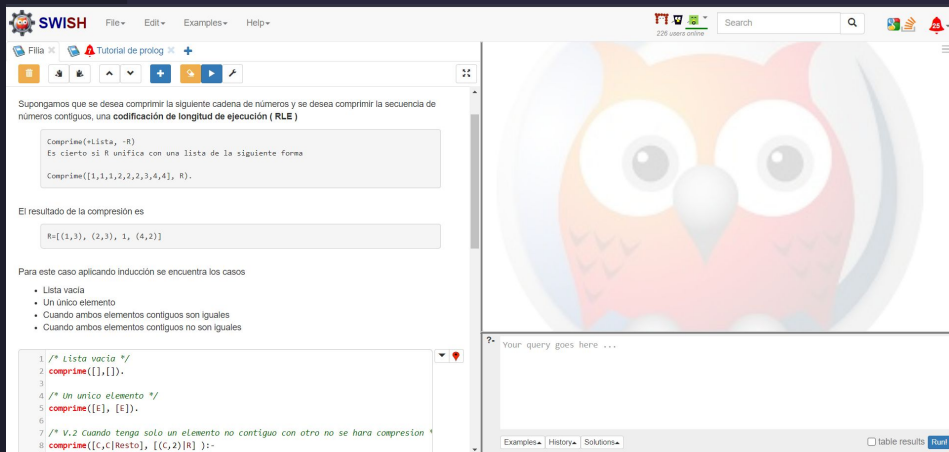 SWISH File Edit Examples Help
226 users online
Search
25
Filia Tutorial de prolog
Supongamos que se desea comprimir la siguiente cadena de números y se desea comprimir la secuencia de
números contiguos, una codificación de longitud de ejecución ( RLE )
Comprime(+Lista, -R)
Es cierto si R unifica con una lista de la siguiente forma
Comprime([1,1,1,2,2,2,3,4,4], R).
El resultado de la compresión es
R=[(1,3), (2,3), 1, (4,2)]
Para este caso aplicando inducción se encuentra los casos
Lista vacía
Un único elemento
Cuando ambos elementos contiguos son iguales
Cuando ambos elementos contiguos no son iguales
1 /* Lista vacia */
2 comprime([],[]).
3
4 /* Un unico elemento */
5 comprime([E], [E]).
6
7 /* V.2 Cuando tenga solo un elemento no contiguo con otro no se hara compresion *
8 comprime([C,C|Resto], [(C,2)|R] ):-
?- Your query goes here ...
Examples History Solutions
table results Run!